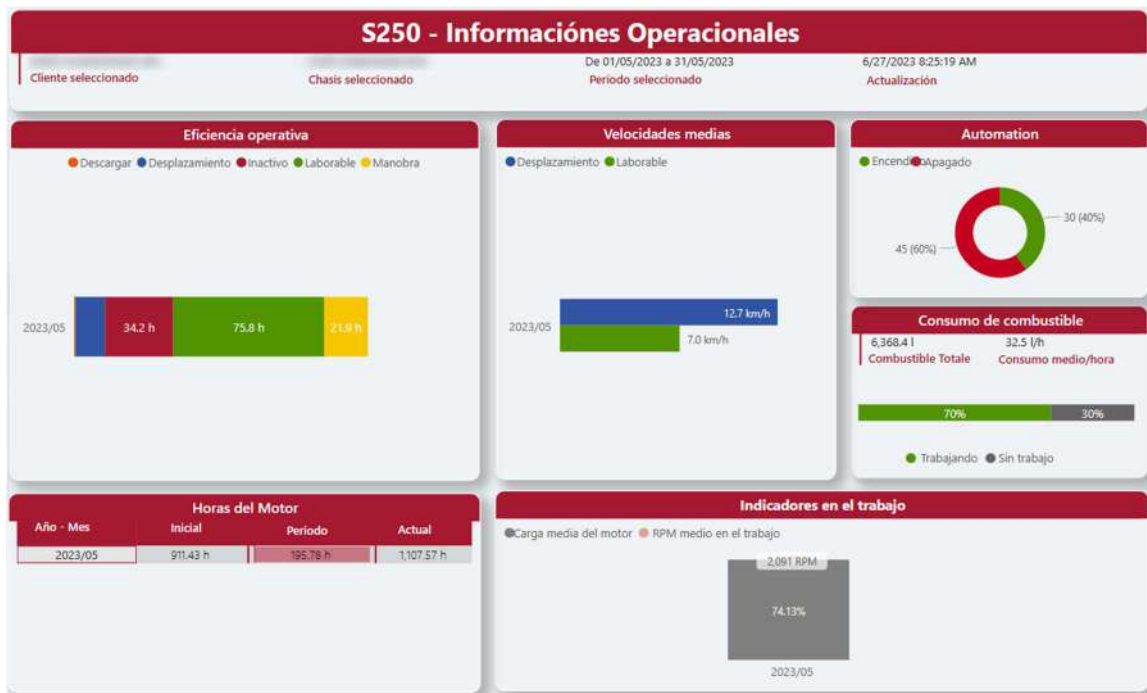 S250 - Informaciónes Operacionales
De 01/05/2023 a 31/05/2023
6/27/2023 8:25:19 AM
Cliente seleccionado
Chasis seleccionado
Periodo seleccionado
Actualización
Eficiencia operativa
Descargar Desplazamiento Inactivo Laborable Manobra
2023/05
34.2 h
75.8 h
21.9 h
Velocidades medias
Desplazamiento Laborable
2023/05
12.7 km/h
7.0 km/h
Automation
Encendido Apagado
30 (40%)
45 (60%)
Consumo de combustible
6,368.4 l 32.5 l/h
Combustible Totale Consumo medio/hora
70% 30%
Trabajando Sin trabajo
Horas del Motor
Año - Mes Inicial Periodo Actual
2023/05 911.43 h 195.78 h 1,107.57 h
Indicadores en el trabajo
Carga media del motor RPM medio en el trabajo
2,091 RPM
74.13%
2023/05